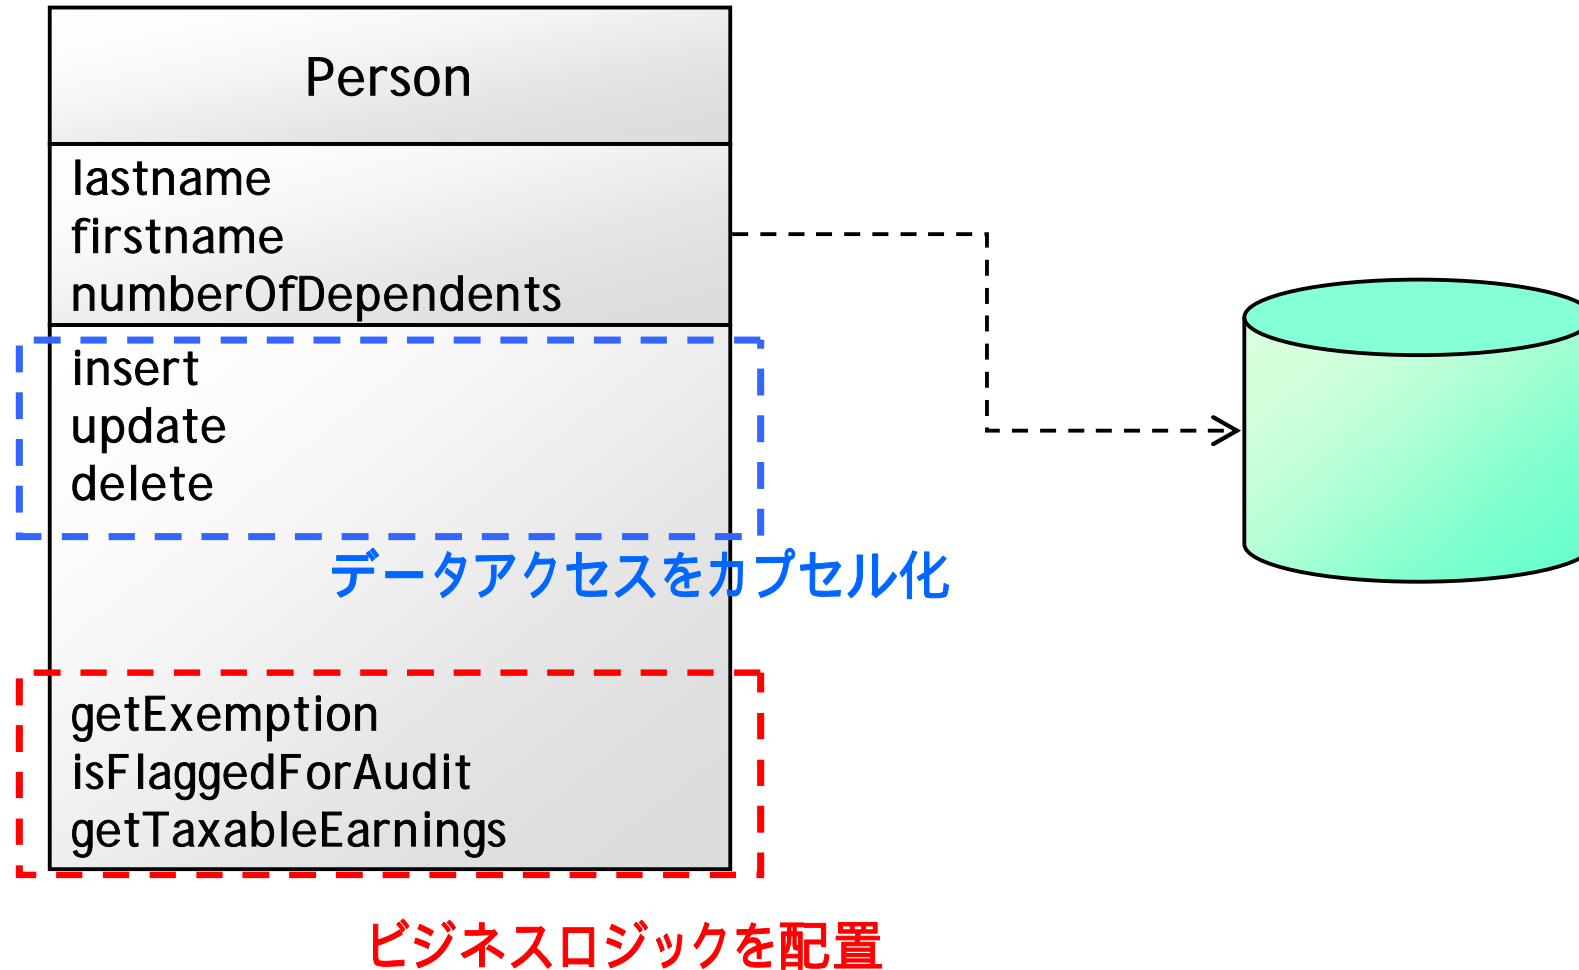 Person
lastname
firstname
numberOfDependents
insert
update
delete
データアクセスをカプセル化
getExemption
isFlaggedForAudit
getTaxableEarnings
ビジネスロジックを配置